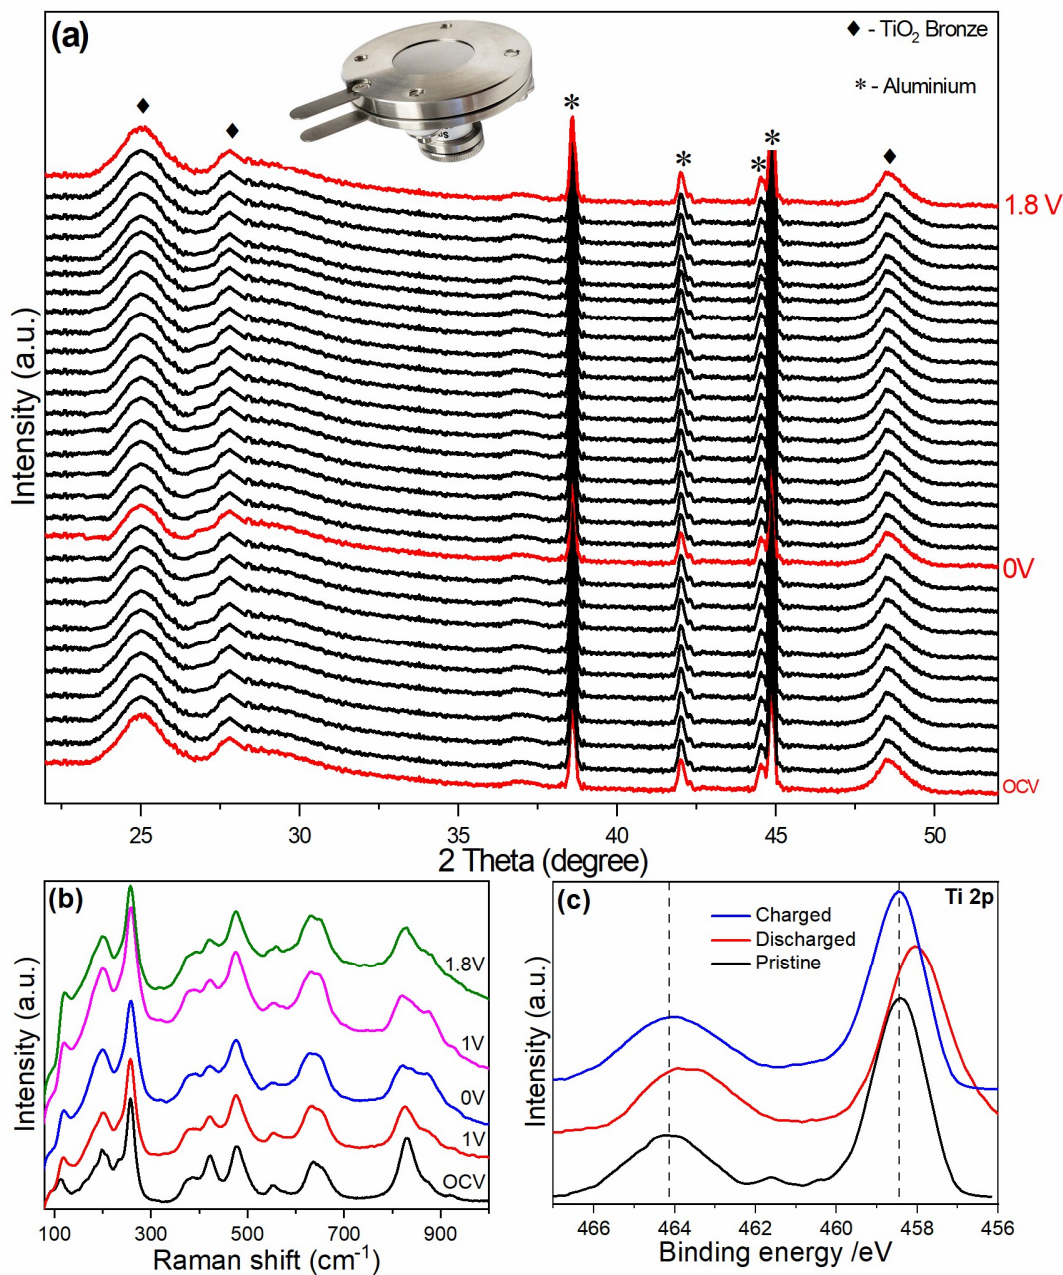 (a)
♦ - TiO₂ Bronze
* - Aluminium
1.8 V
0V
OCV
Intensity (a.u.)
25 30 35 40 45 50
2 Theta (degree)
(b)
1.8V
1V
0V
1V
OCV
Intensity (a.u.)
100 300 500 700 900
Raman shift (cm⁻¹)
(c)
Ti 2p
Charged
Discharged
Pristine
Intensity (a.u.)
466 464 462 460 458 456
Binding energy /eV